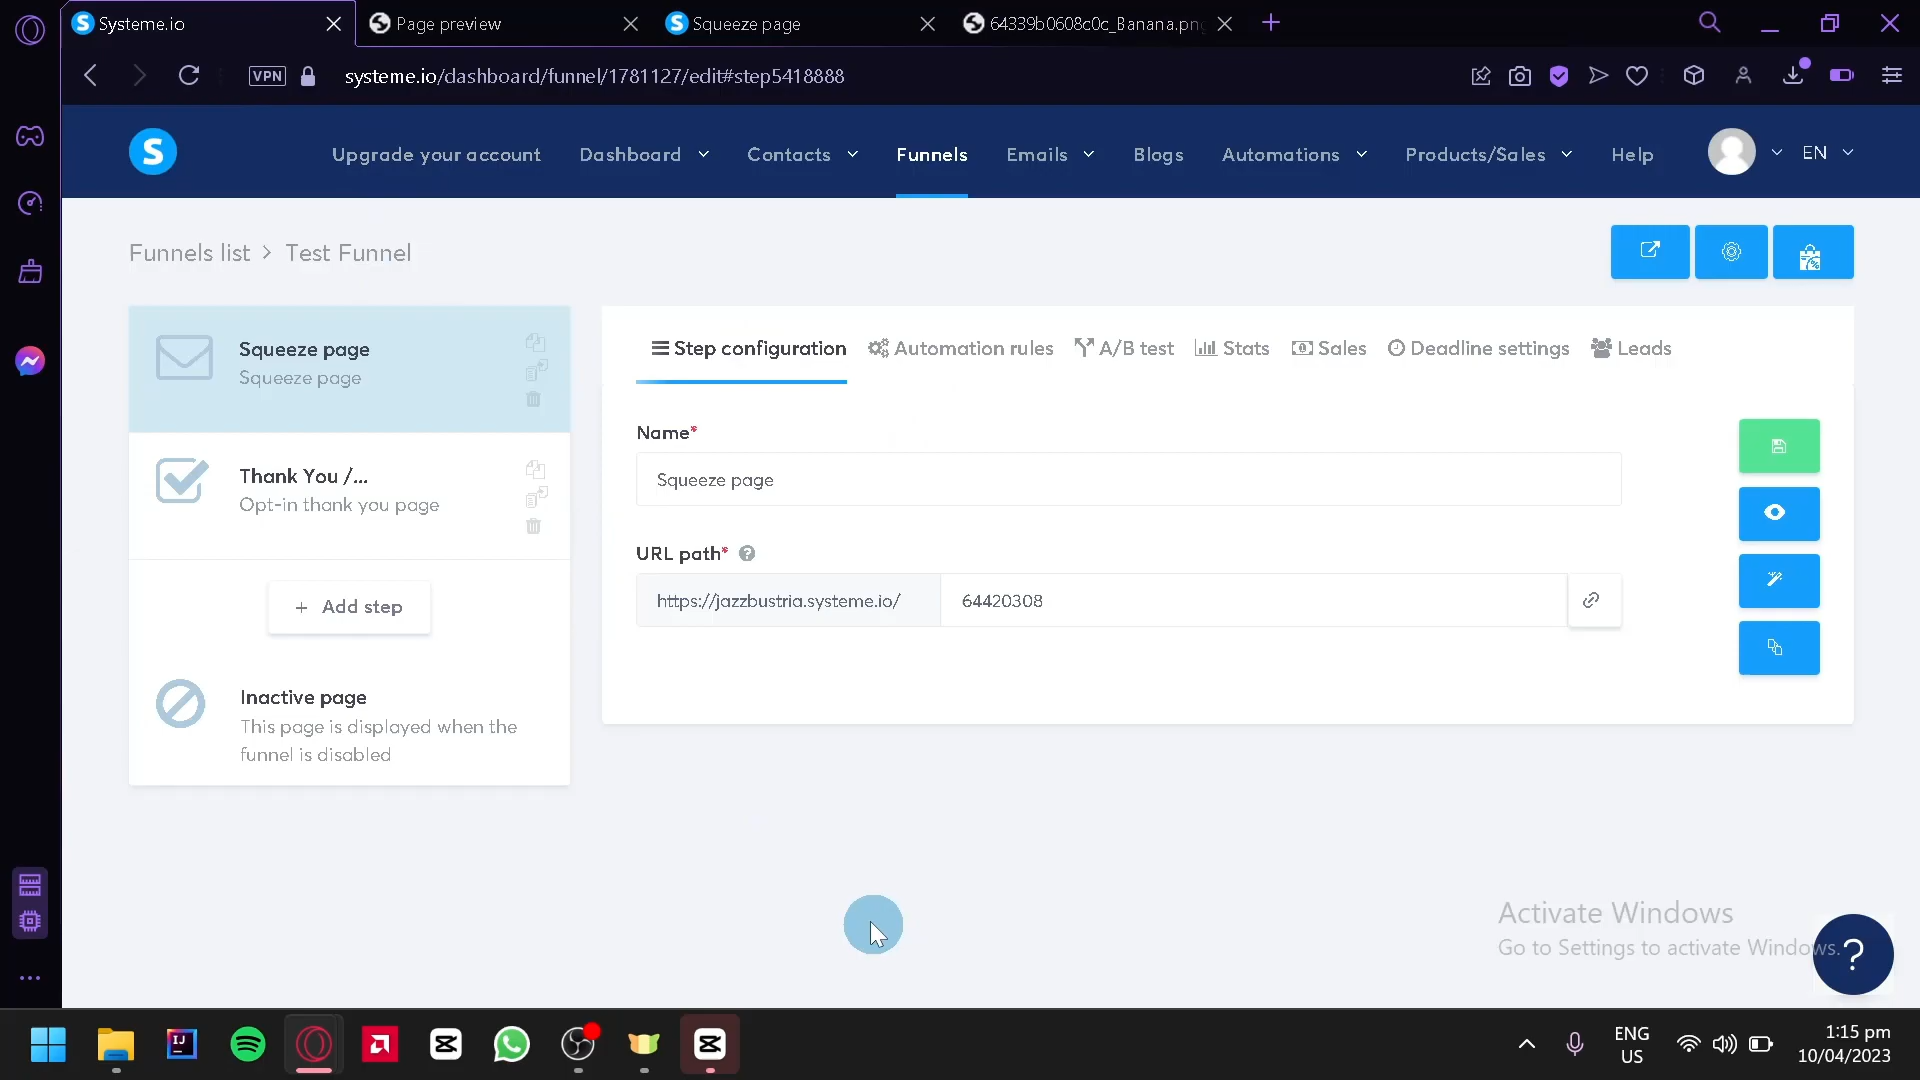 Systeme.io
Page preview
Squeeze page
64339b0608c0c_Banana.png
VPN
systeme.io/dashboard/funnel/1781127/edit#step5418888
S
Upgrade your account
Dashboard
Contacts
Funnels
Emails
Blogs
Automations
Products/Sales
Help
EN
Funnels list > Test Funnel
Squeeze page
Squeeze page
Thank You /...
Opt-in thank you page
+ Add step
Inactive page
This page is displayed when the
funnel is disabled
Step configuration
Automation rules
A/B test
Stats
Sales
Deadline settings
Leads
Name*
Squeeze page
URL path* ?
https://jazzbustria.systeme.io/
64420308
Activate Windows
Go to Settings to activate Windows.
?
IJ
ENG
US
1:15 pm
10/04/2023